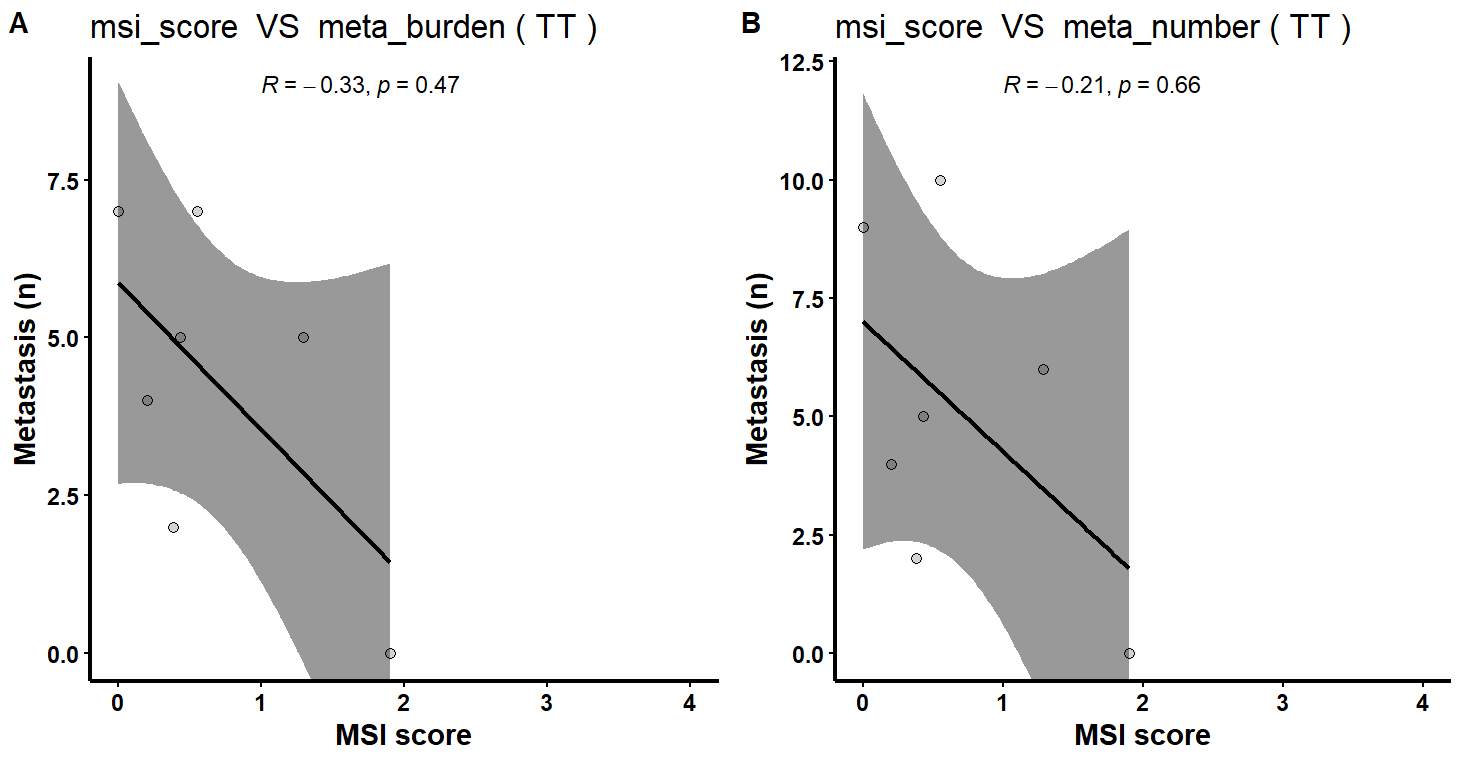 A
msi_score VS meta_burden ( TT )
R = − 0.33, p = 0.47
7.5
5.0
2.5
0.0
Metastasis (n)
0 1 2 3 4
MSI score
B
msi_score VS meta_number ( TT )
R = − 0.21, p = 0.66
12.5
10.0
7.5
5.0
2.5
0.0
Metastasis (n)
0 1 2 3 4
MSI score